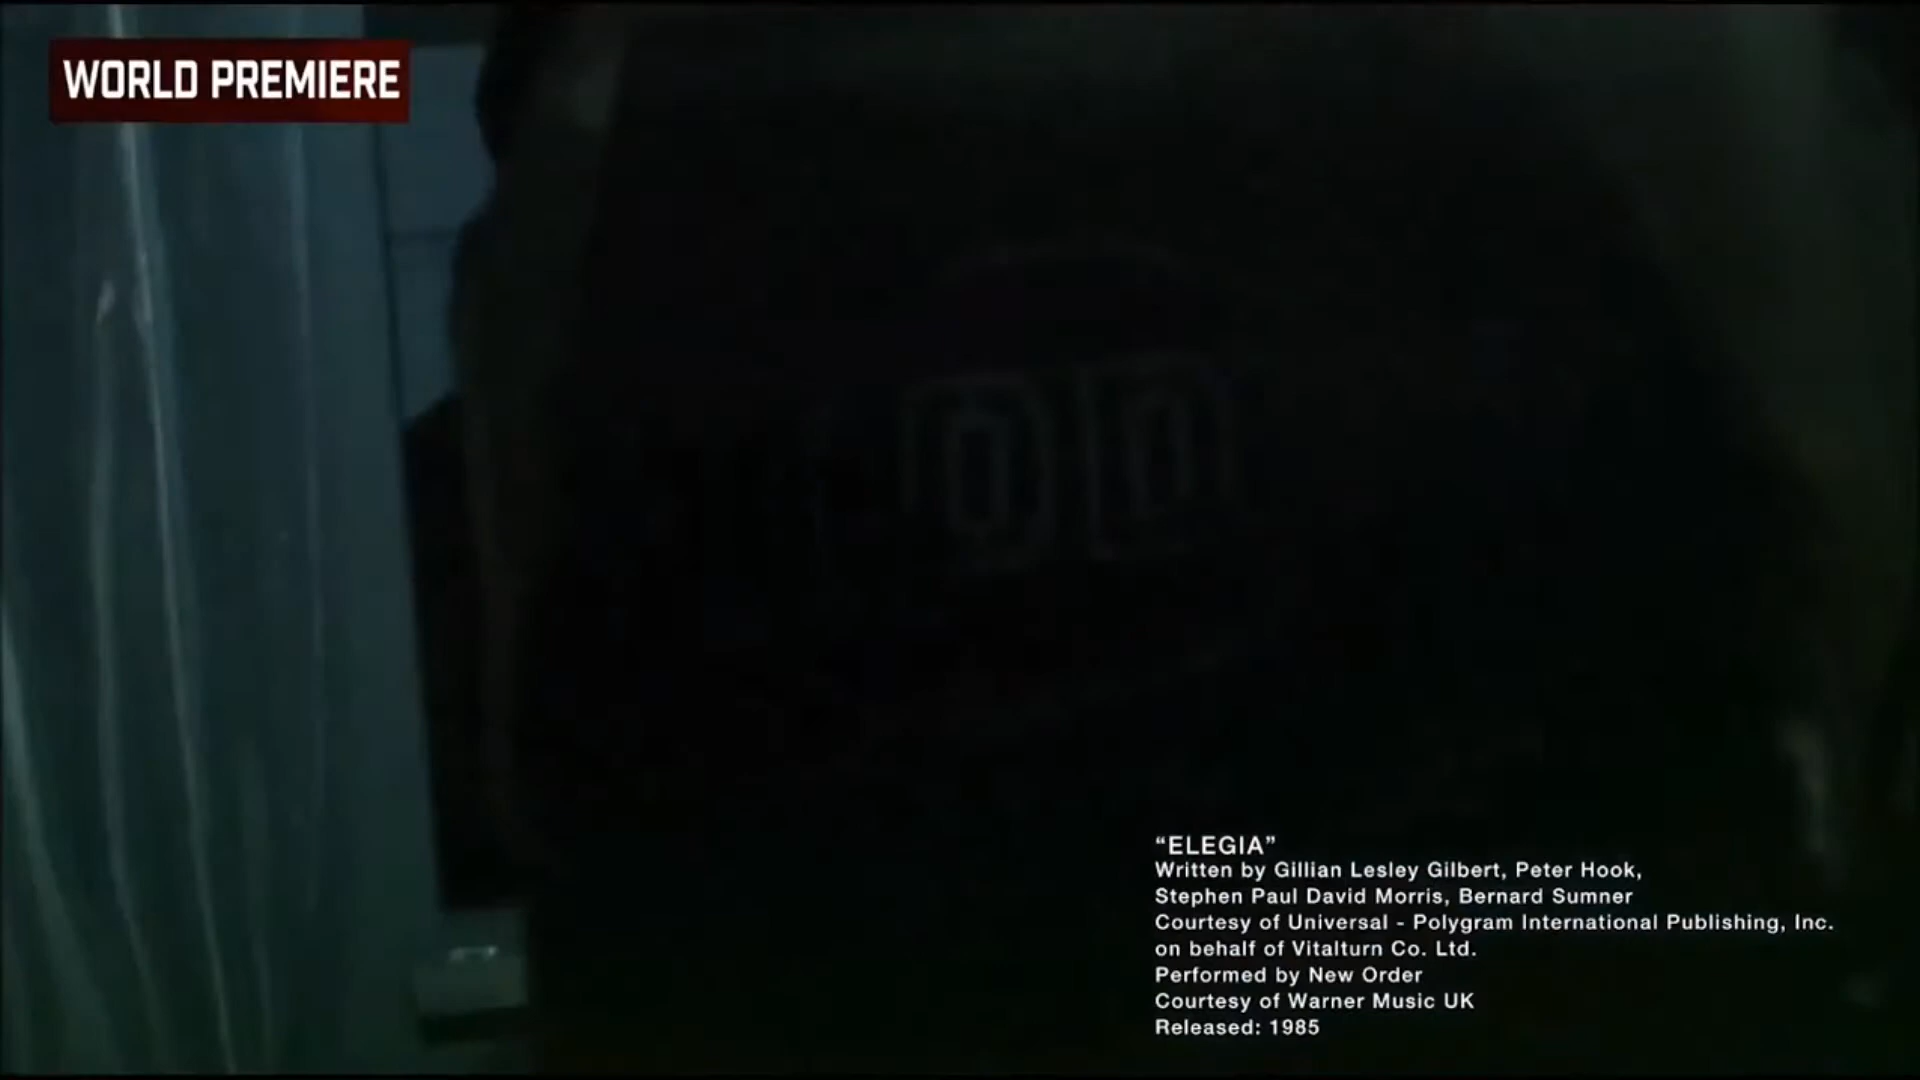 WORLD PREMIERE
“ELEGIA”
Written by Gillian Lesley Gilbert, Peter Hook,
Stephen Paul David Morris, Bernard Sumner
Courtesy of Universal - Polygram International Publishing, Inc.
on behalf of Vitalturn Co. Ltd.
Performed by New Order
Courtesy of Warner Music UK
Released: 1985